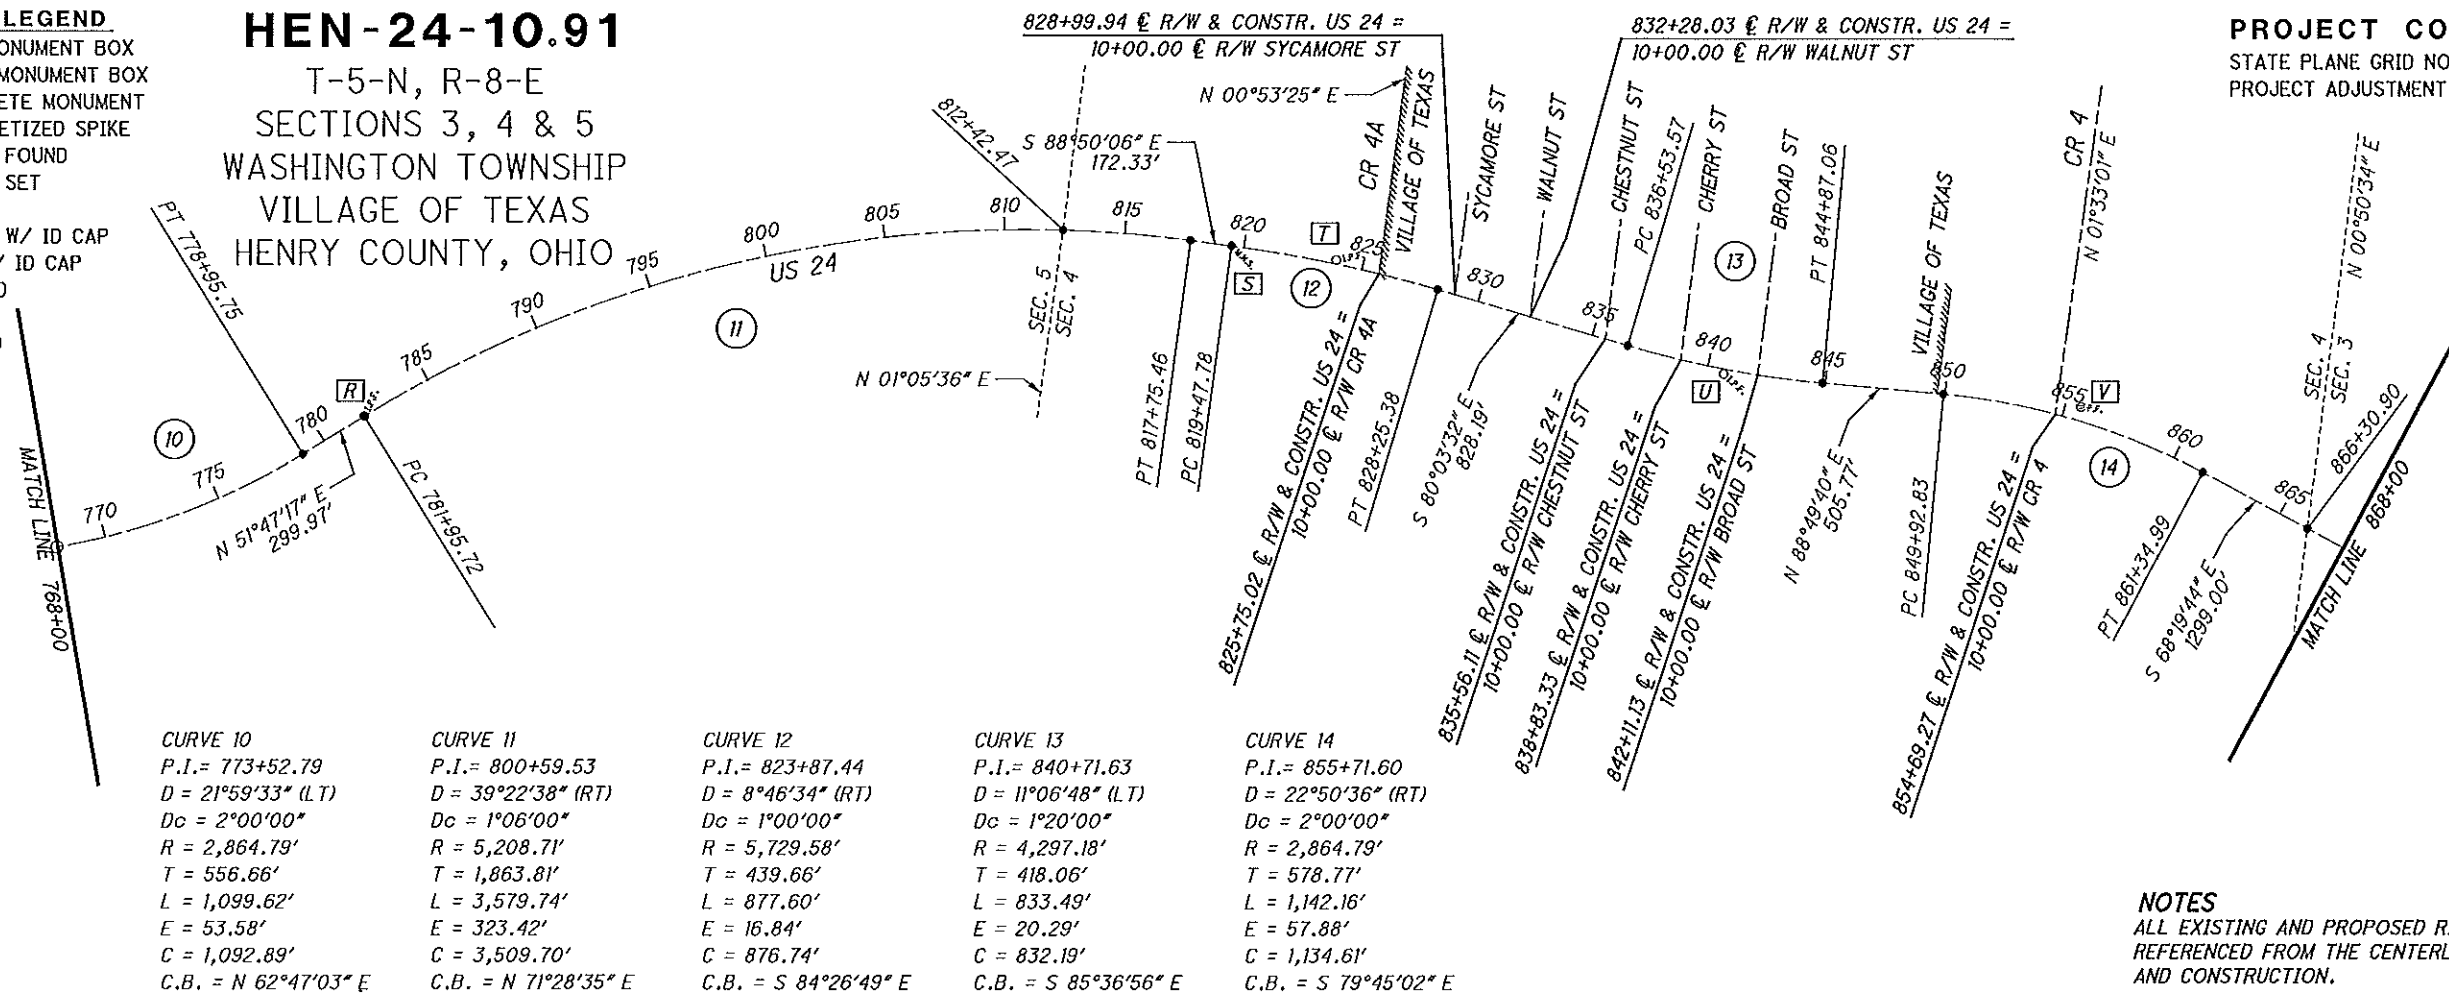 LEGEND
ONUMENT BOX
MONUMENT BOX
ETE MONUMENT
ETIZED SPIKE
FOUND
SET
W/ ID CAP
ID CAP
HEN-24-10.91
T-5-N, R-8-E
SECTIONS 3, 4 & 5
WASHINGTON TOWNSHIP
VILLAGE OF TEXAS
HENRY COUNTY, OHIO
828+99.94 ℄ R/W & CONSTR. US 24 =
10+00.00 ℄ R/W SYCAMORE ST
832+28.03 ℄ R/W & CONSTR. US 24 =
10+00.00 ℄ R/W WALNUT ST
PROJECT CO
STATE PLANE GRID NO
PROJECT ADJUSTMENT
MATCH LINE 768+00
770
10
775
PT 778+95.75
780
R
I.P.F.
N 51°47'17" E
299.97'
PC 781+95.72
785
790
795
11
800
US 24
805
810
812+42.47
SEC. 5
SEC. 4
N 01°05'36" E
815
PT 817+75.46
S 88°50'06" E
172.33'
PC 819+47.78
820
S
12
T
825
N 00°53'25" E
CR 4A
VILLAGE OF TEXAS
825+75.02 ℄ R/W & CONSTR. US 24 =
10+00.00 ℄ R/W CR 4A
PT 828+25.38
SYCAMORE ST
830
S 80°03'32" E
828.19'
WALNUT ST
835
CHESTNUT ST
835+56.11 ℄ R/W & CONSTR. US 24 =
10+00.00 ℄ R/W CHESTNUT ST
PC 836+53.57
CHERRY ST
838+83.33 ℄ R/W & CONSTR. US 24 =
10+00.00 ℄ R/W CHERRY ST
840
U
13
BROAD ST
842+11.13 ℄ R/W & CONSTR. US 24 =
10+00.00 ℄ R/W BROAD ST
PT 844+87.06
845
N 88°49'40" E
505.77'
VILLAGE OF TEXAS
850
PC 849+92.83
CR 4
N 01°33'01" E
855
V
854+69.27 ℄ R/W & CONSTR. US 24 =
10+00.00 ℄ R/W CR 4
14
860
PT 861+34.99
S 68°19'44" E
1299.00'
865
SEC. 4
SEC. 3
N 00°50'34" E
866+30.90
MATCH LINE 868+00
CURVE 10
P.I.= 773+52.79
D = 21°59'33" (LT)
Dc = 2°00'00"
R = 2,864.79'
T = 556.66'
L = 1,099.62'
E = 53.58'
C = 1,092.89'
C.B. = N 62°47'03" E
CURVE 11
P.I.= 800+59.53
D = 39°22'38" (RT)
Dc = 1°06'00"
R = 5,208.71'
T = 1,863.81'
L = 3,579.74'
E = 323.42'
C = 3,509.70'
C.B. = N 71°28'35" E
CURVE 12
P.I.= 823+87.44
D = 8°46'34" (RT)
Dc = 1°00'00"
R = 5,729.58'
T = 439.66'
L = 877.60'
E = 16.84'
C = 876.74'
C.B. = S 84°26'49" E
CURVE 13
P.I.= 840+71.63
D = 11°06'48" (LT)
Dc = 1°20'00"
R = 4,297.18'
T = 418.06'
L = 833.49'
E = 20.29'
C = 832.19'
C.B. = S 85°36'56" E
CURVE 14
P.I.= 855+71.60
D = 22°50'36" (RT)
Dc = 2°00'00"
R = 2,864.79'
T = 578.77'
L = 1,142.16'
E = 57.88'
C = 1,134.61'
C.B. = S 79°45'02" E
NOTES
ALL EXISTING AND PROPOSED R
REFERENCED FROM THE CENTERL
AND CONSTRUCTION.